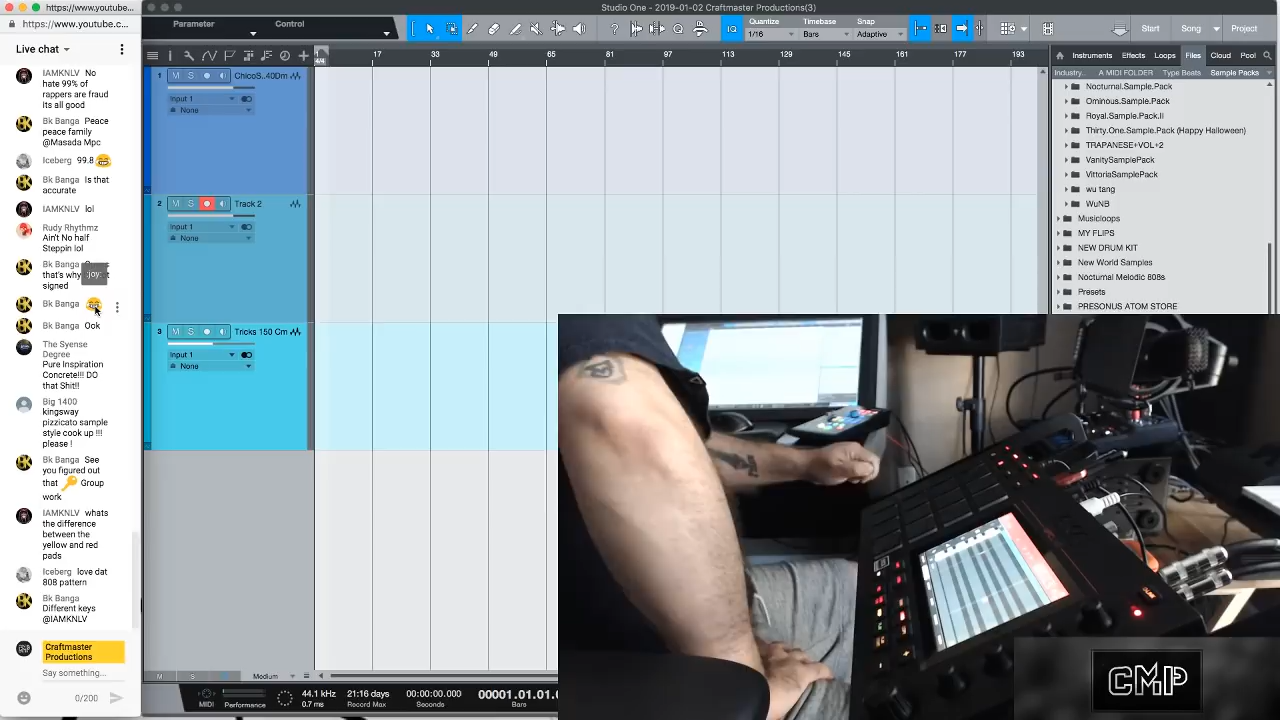 https://www.youtube...
https://www.youtube.c...
Live chat
IAMKNLV No
hate 99% of
rappers are fraud
its all good
Bk Banga Peace
peace family
@Masada Mpc
Iceberg 99.8
Bk Banga Is that
accurate
IAMKNLV lol
Rudy Rhythmz
Ain't No half
Steppin lol
Bk Banga
that's why
signed
:joy:
Bk Banga
Bk Banga Ook
The Syense
Degree
Pure Inspiration
Concrete!!! DO
that Shit!!
Big 1400
kingsway
pizzicato sample
style cook up !!!
please !
Bk Banga See
you figured out
that Group
work
IAMKNLV whats
the difference
between the
yellow and red
pads
Iceberg love dat
808 pattern
Bk Banga
Different keys
@IAMKNLV
Craftmaster
Productions
Say something...
0/200
Studio One - 2019-01-02 Craftmaster Productions(3)
Parameter Control
IQ
Quantize
1/16
Timebase
Bars
Snap
Adaptive
Start Song Project
1 17 33 49 65 81 97 113 129 145 161 177 193
4/4
1 M S ChicoS..40Dm
Input 1
None
2 M S Track 2
Input 1
None
3 M S Tricks 150 Cm
Input 1
None
M S Medium
MIDI
Performance
44.1 kHz
0.7 ms
21:16 days
Record Max
00:00:00.000
Seconds
00001.01.01.0
Bars
Instruments Effects Loops Files Cloud Pool
Industry.. A MIDI FOLDER Type Beats Sample Packs
Nocturnal.Sample.Pack
Ominous.Sample.Pack
Royal.Sample.Pack.II
Thirty.One.Sample.Pack (Happy Halloween)
TRAPANESE+VOL+2
VanitySamplePack
VittoriaSamplePack
wu tang
WuNB
Musicloops
MY FLIPS
NEW DRUM KIT
New World Samples
Nocturnal Melodic 808s
Presets
PRESONUS ATOM STORE
CMP